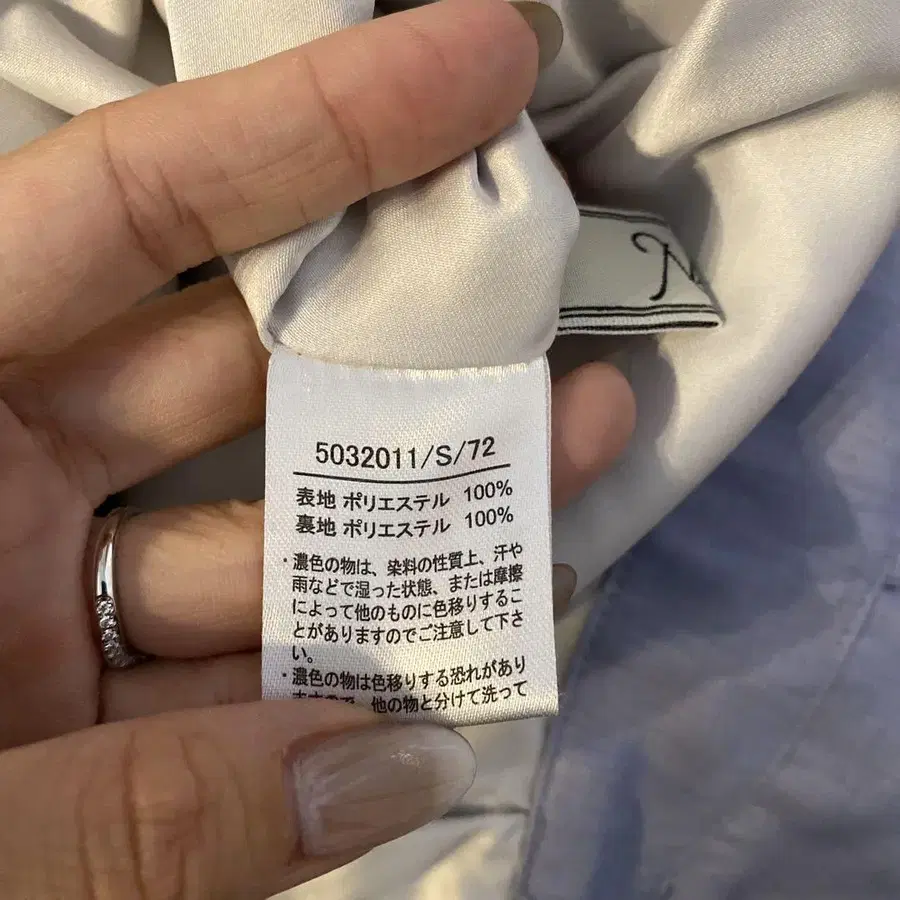 5032011/S/72
表地 ポリエステル 100%
裏地 ポリエステル 100%
・濃色の物は、染料の性質上、汗や
雨などで湿った状態、または摩擦
によって他のものに色移りするこ
とがありますのでご注意して下さ
い。
・濃色の物は色移りする恐れがあり
ますので、他の物と分けて洗って